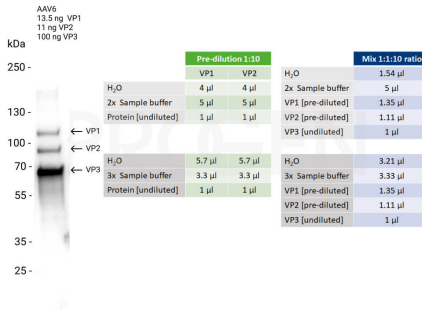 AAV6
13.5 ng VP1
11 ng VP2
100 ng VP3
kDa
250 -
130 -
100 -
70 -
55 -
35 -
25 -
← VP1
← VP2
← VP3
Pre-dilution 1:10
VP1 VP2
H₂O 4 µl 4 µl
2x Sample buffer 5 µl 5 µl
Protein [undiluted] 1 µl 1 µl
H₂O 5.7 µl 5.7 µl
3x Sample buffer 3.3 µl 3.3 µl
Protein [undiluted] 1 µl 1 µl
Mix 1:1:10 ratio
H₂O 1.54 µl
2x Sample buffer 5 µl
VP1 [pre-diluted] 1.35 µl
VP2 [pre-diluted] 1.11 µl
VP3 [undiluted] 1 µl
H₂O 3.21 µl
3x Sample buffer 3.33 µl
VP1 [pre-diluted] 1.35 µl
VP2 [pre-diluted] 1.11 µl
VP3 [undiluted] 1 µl